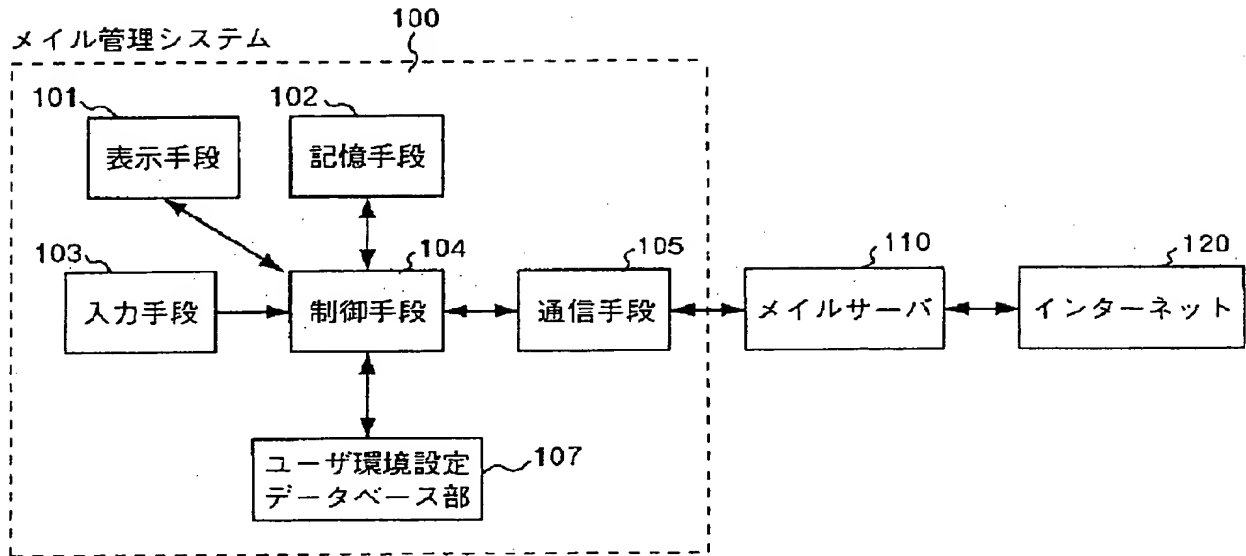 100
メイル管理システム
101
102
表示手段
記憶手段
103
104
105
110
120
入力手段
制御手段
通信手段
メイルサーバ
インターネット
ユーザ環境設定
データベース部
107